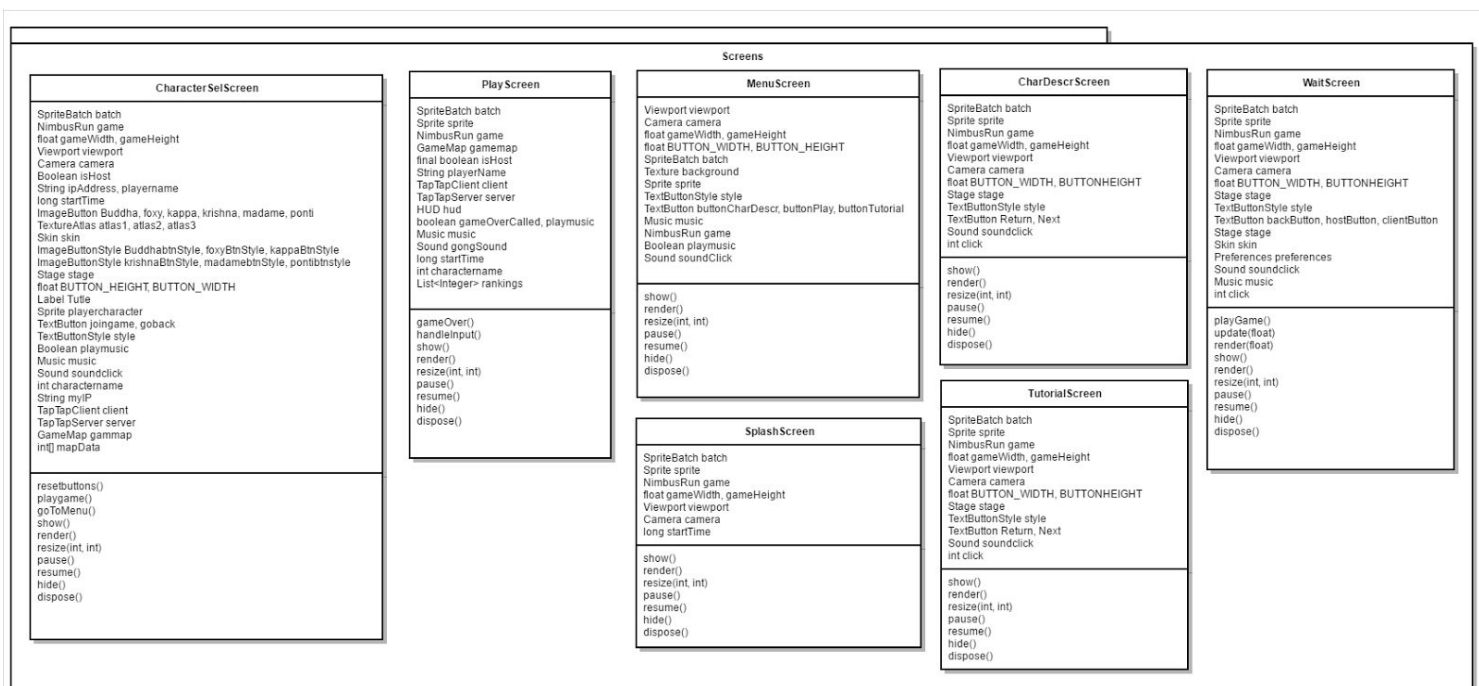 Screens
CharacterSelScreen
SpriteBatch batch
NimbusRun game
float gameWidth, gameHeight
Viewport viewport
Camera camera
Boolean isHost
String ipAddress, playername
long startTime
ImageButton Buddha, foxy, kappa, krishna, madame, ponti
TextureAtlas atlas1, atlas2, atlas3
Skin skin
ImageButtonStyle BuddhabtnStyle, foxyBtnStyle, kappaBtnStyle
ImageButtonStyle krishnaBtnStyle, madamebtnStyle, pontibtnstyle
Stage stage
float BUTTON_HEIGHT, BUTTON_WIDTH
Label Tutle
Sprite playercharacter
TextButton joingame, goback
TextButtonStyle style
Boolean playmusic
Music music
Sound soundclick
int charactername
String myIP
TapTapClient client
TapTapServer server
GameMap gammap
int[] mapData
resetbuttons()
playgame()
goToMenu()
show()
render()
resize(int, int)
pause()
resume()
hide()
dispose()
PlayScreen
SpriteBatch batch
Sprite sprite
NimbusRun game
GameMap gamemap
final boolean isHost
String playerName
TapTapClient client
TapTapServer server
HUD hud
boolean gameOverCalled, playmusic
Music music
Sound gongSound
long startTime
int charactername
List<Integer> rankings
gameOver()
handleInput()
show()
render()
resize(int, int)
pause()
resume()
hide()
dispose()
MenuScreen
Viewport viewport
Camera camera
float gameWidth, gameHeight
float BUTTON_WIDTH, BUTTON_HEIGHT
SpriteBatch batch
Texture background
Sprite sprite
TextButtonStyle style
TextButton buttonCharDescr, buttonPlay, buttonTutorial
Music music
NimbusRun game
Boolean playmusic
Sound soundClick
show()
render()
resize(int, int)
pause()
resume()
hide()
dispose()
SplashScreen
SpriteBatch batch
Sprite sprite
NimbusRun game
float gameWidth, gameHeight
Viewport viewport
Camera camera
long startTime
show()
render()
resize(int, int)
pause()
resume()
hide()
dispose()
CharDescrScreen
SpriteBatch batch
Sprite sprite
NimbusRun game
float gameWidth, gameHeight
Viewport viewport
Camera camera
float BUTTON_WIDTH, BUTTONHEIGHT
Stage stage
TextButtonStyle style
TextButton Return, Next
Sound soundclick
int click
show()
render()
resize(int, int)
pause()
resume()
hide()
dispose()
TutorialScreen
SpriteBatch batch
Sprite sprite
NimbusRun game
float gameWidth, gameHeight
Viewport viewport
Camera camera
float BUTTON_WIDTH, BUTTONHEIGHT
Stage stage
TextButtonStyle style
TextButton Return, Next
Sound soundclick
int click
show()
render()
resize(int, int)
pause()
resume()
hide()
dispose()
WaitScreen
SpriteBatch batch
Sprite sprite
NimbusRun game
float gameWidth, gameHeight
Viewport viewport
Camera camera
float BUTTON_WIDTH, BUTTONHEIGHT
Stage stage
TextButtonStyle style
TextButton backButton, hostButton, clientButton
Stage stage
Skin skin
Preferences preferences
Sound soundclick
Music music
int click
playGame()
update(float)
render(float)
show()
render()
resize(int, int)
pause()
resume()
hide()
dispose()